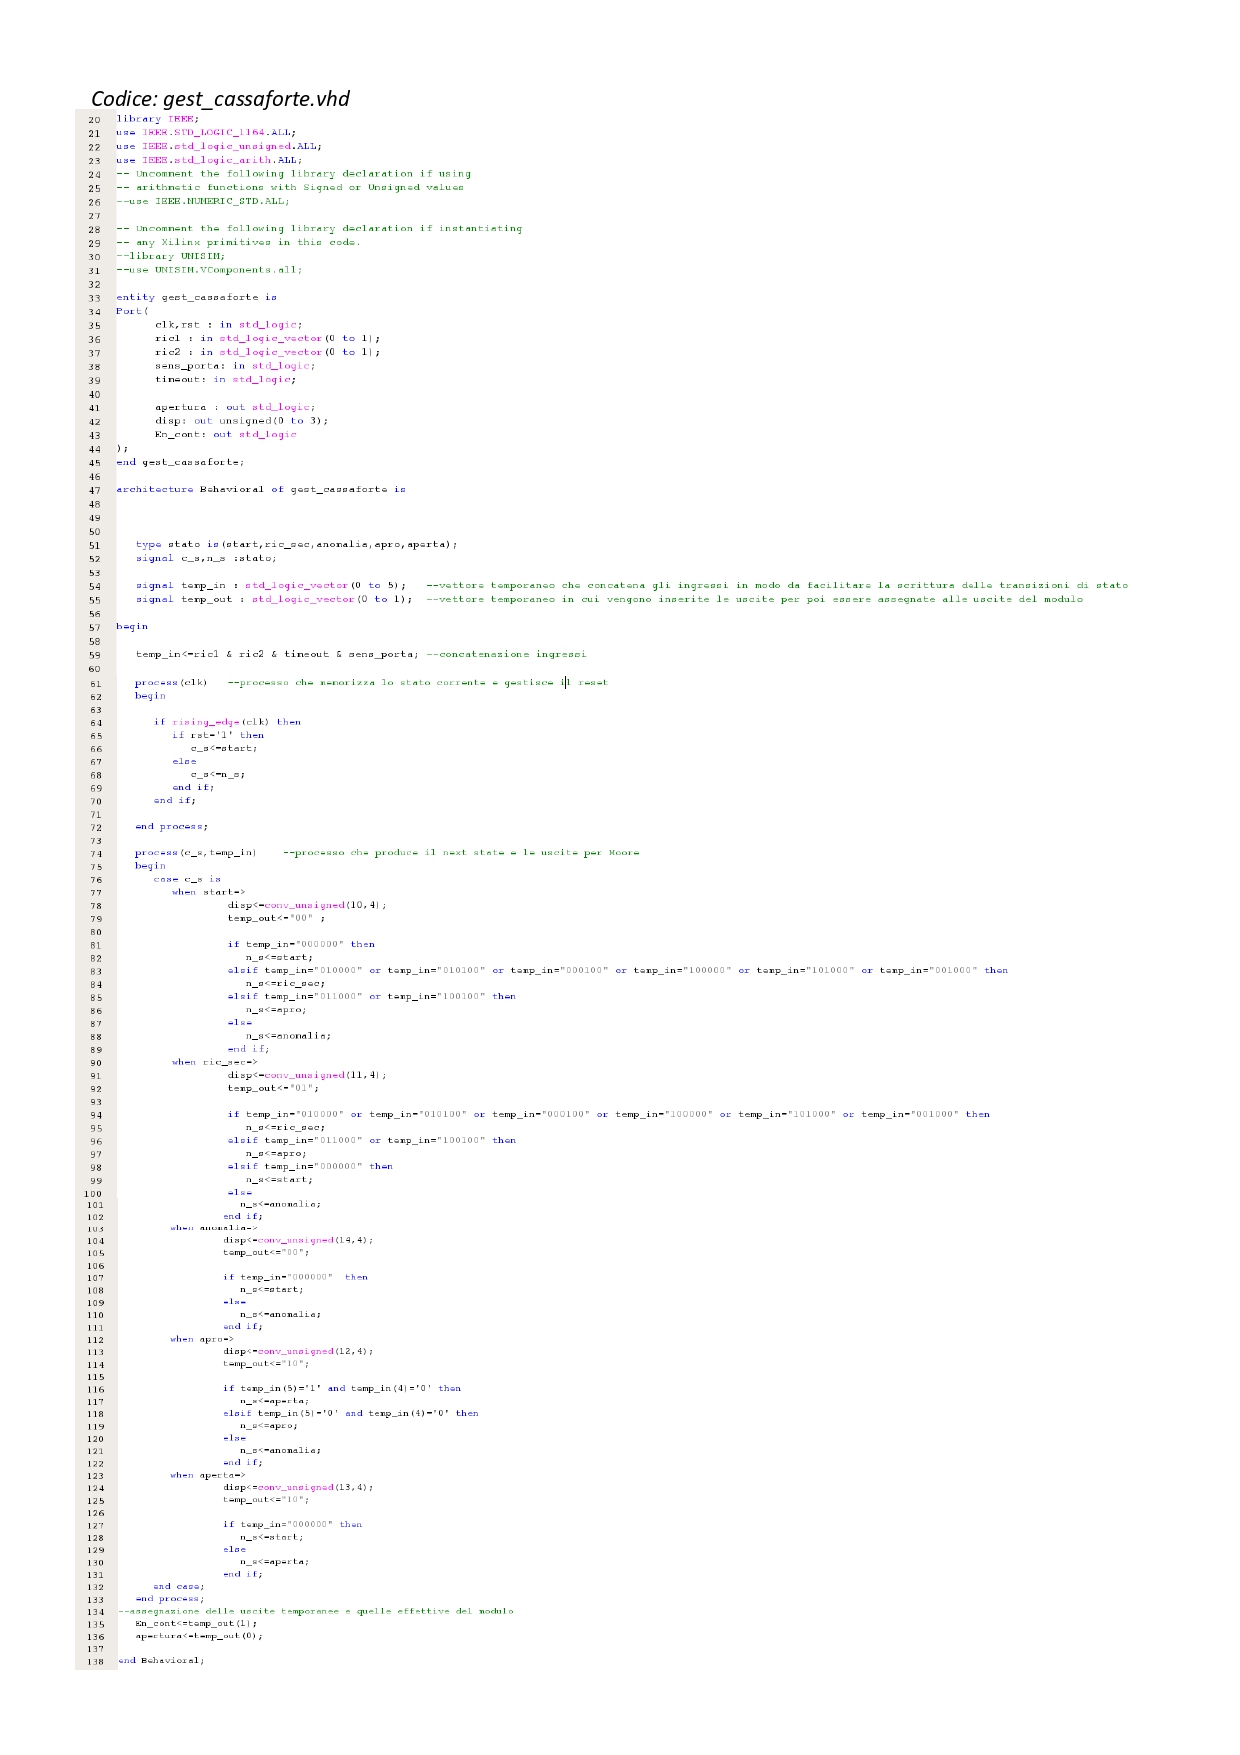 Codice: gest_cassaforte.vhd
20 library IEEE;
21 use IEEE.STD_LOGIC_1164.ALL;
22 use IEEE.std_logic_unsigned.ALL;
23 use IEEE.std_logic_arith.ALL;
24 -- Uncomment the following library declaration if using
25 -- arithmetic functions with Signed or Unsigned values
26 --use IEEE.NUMERIC_STD.ALL;
27
28 -- Uncomment the following library declaration if instantiating
29 -- any Xilinx primitives in this code.
30 --library UNISIM;
31 --use UNISIM.VComponents.all;
32
33 entity gest_cassaforte is
34 Port(
35 clk,rst : in std_logic;
36 ric1 : in std_logic_vector(0 to 1);
37 ric2 : in std_logic_vector(0 to 1);
38 sens_porta: in std_logic;
39 timeout: in std_logic;
40
41 apertura : out std_logic;
42 disp: out unsigned(0 to 3);
43 En_cont: out std_logic
44 );
45 end gest_cassaforte;
46
47 architecture Behavioral of gest_cassaforte is
48
49
50
51 type stato is(start,ric_sec,anomalia,apro,aperta);
52 signal c_s,n_s :stato;
53
54 signal temp_in : std_logic_vector(0 to 5); --vettore temporaneo che concatena gli ingressi in modo da facilitare la scrittura delle transizioni di stato
55 signal temp_out : std_logic_vector(0 to 1); --vettore temporaneo in cui vengono inserite le uscite per poi essere assegnate alle uscite del modulo
56
57 begin
58
59 temp_in<=ric1 & ric2 & timeout & sens_porta; --concatenazione ingressi
60
61 process(clk) --processo che memorizza lo stato corrente e gestisce il reset
62 begin
63
64 if rising_edge(clk) then
65 if rst='1' then
66 c_s<=start;
67 else
68 c_s<=n_s;
69 end if;
70 end if;
71
72 end process;
73
74 process(c_s,temp_in) --processo che produce il next state e le uscite per Moore
75 begin
76 case c_s is
77 when start=>
78 disp<=conv_unsigned(10,4);
79 temp_out<="00" ;
80
81 if temp_in="000000" then
82 n_s<=start;
83 elsif temp_in="010000" or temp_in="010100" or temp_in="000100" or temp_in="100000" or temp_in="101000" or temp_in="001000" then
84 n_s<=ric_sec;
85 elsif temp_in="011000" or temp_in="100100" then
86 n_s<=apro;
87 else
88 n_s<=anomalia;
89 end if;
90 when ric_sec=>
91 disp<=conv_unsigned(11,4);
92 temp_out<="01";
93
94 if temp_in="010000" or temp_in="010100" or temp_in="000100" or temp_in="100000" or temp_in="101000" or temp_in="001000" then
95 n_s<=ric_sec;
96 elsif temp_in="011000" or temp_in="100100" then
97 n_s<=apro;
98 elsif temp_in="000000" then
99 n_s<=start;
100 else
101 n_s<=anomalia;
102 end if;
103 when anomalia=>
104 disp<=conv_unsigned(14,4);
105 temp_out<="00";
106
107 if temp_in="000000" then
108 n_s<=start;
109 else
110 n_s<=anomalia;
111 end if;
112 when apro=>
113 disp<=conv_unsigned(12,4);
114 temp_out<="10";
115
116 if temp_in(5)='1' and temp_in(4)='0' then
117 n_s<=aperta;
118 elsif temp_in(5)='0' and temp_in(4)='0' then
119 n_s<=apro;
120 else
121 n_s<=anomalia;
122 end if;
123 when aperta=>
124 disp<=conv_unsigned(13,4);
125 temp_out<="10";
126
127 if temp_in="000000" then
128 n_s<=start;
129 else
130 n_s<=aperta;
131 end if;
132 end case;
133 end process;
134 --assegnazione delle uscite temporanee e quelle effettive del modulo
135 En_cont<=temp_out(1);
136 apertura<=temp_out(0);
137
138 end Behavioral;